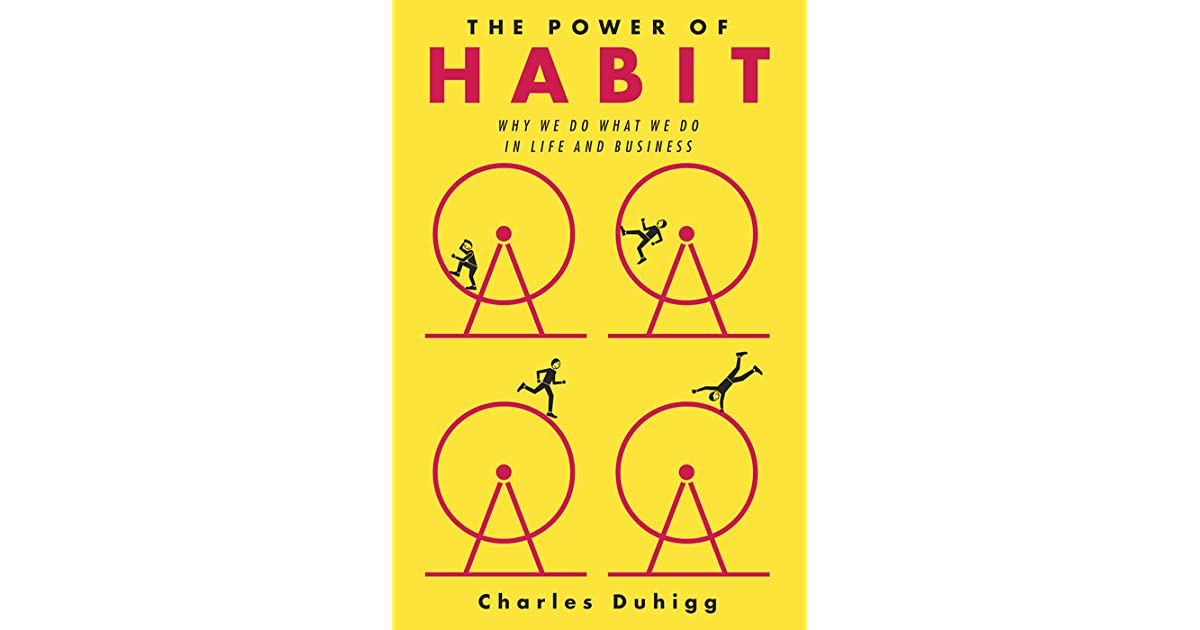 THE POWER OF
HABIT
WHY WE DO WHAT WE DO
IN LIFE AND BUSINESS
Charles Duhigg